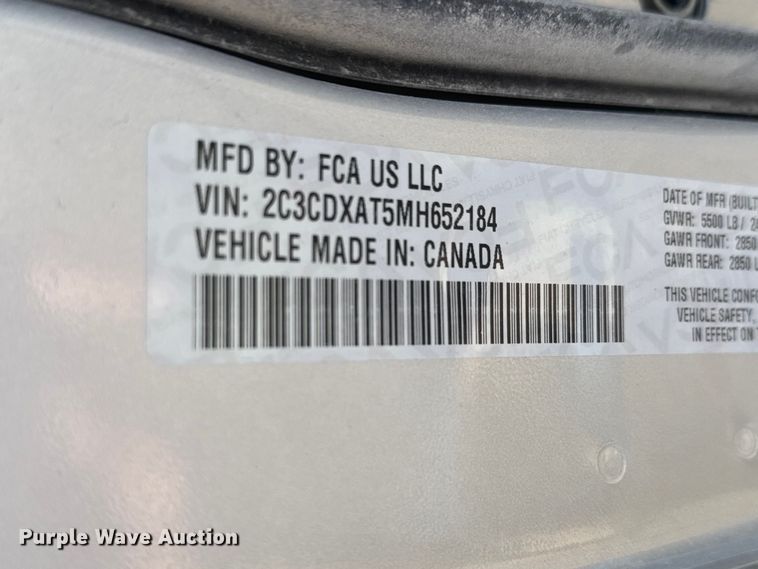 MFD BY: FCA US LLC
VIN: 2C3CDXAT5MH652184
VEHICLE MADE IN: CANADA
DATE OF MFR (BUILT
GVWR: 5500 LB/
GAWR FRONT: 2850
GAWR REAR: 2850 L
THIS VEHICLE CONFO
VEHICLE SAFETY,
IN EFFECT ON
Purple Wave Auction